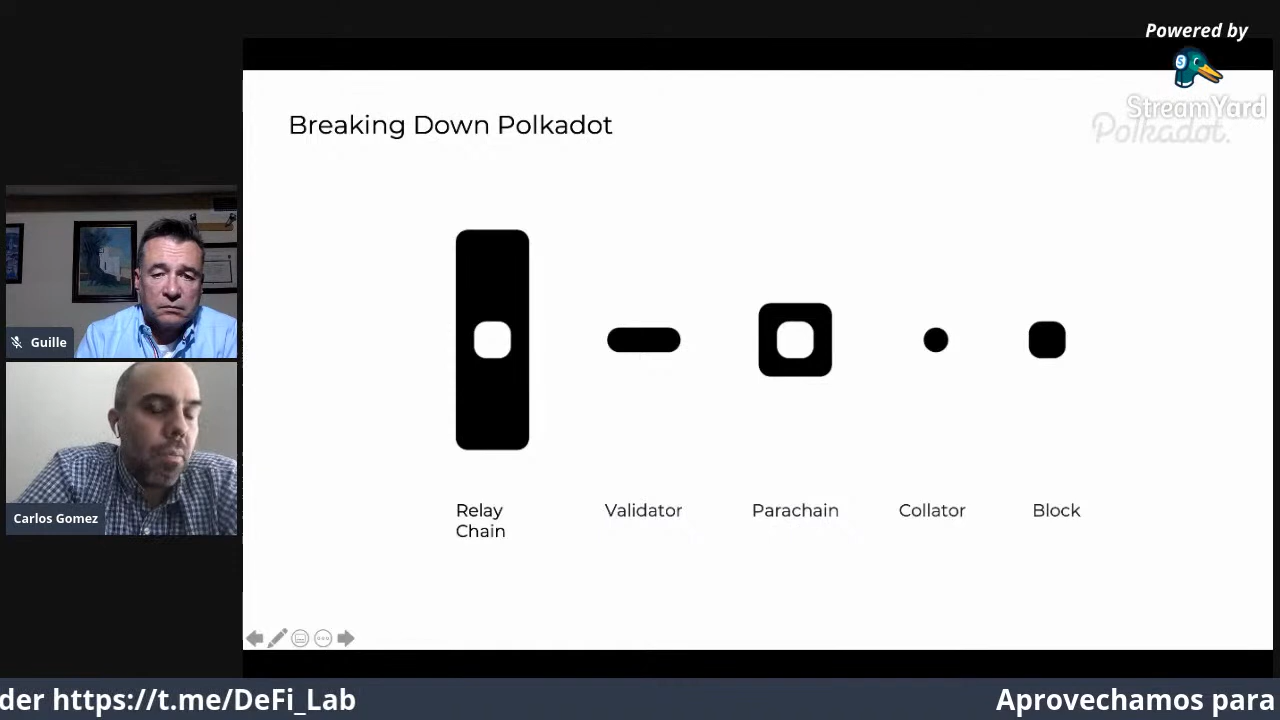 Powered by
StreamYard
Polkadot.
Breaking Down Polkadot
Guille
Carlos Gomez
Relay
Chain
Validator
Parachain
Collator
Block
der https://t.me/DeFi_Lab
Aprovechamos para